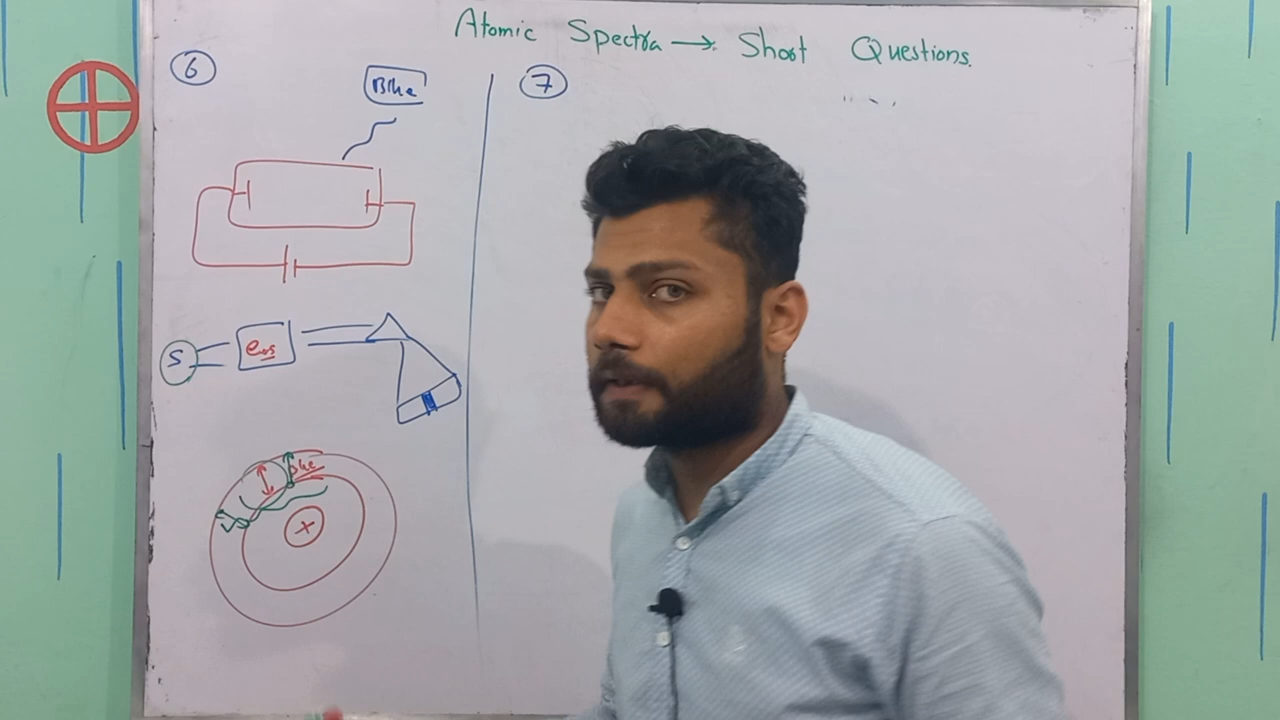 Atomic Spectra → Short Questions.
6
Blue
7
S
Blue
+